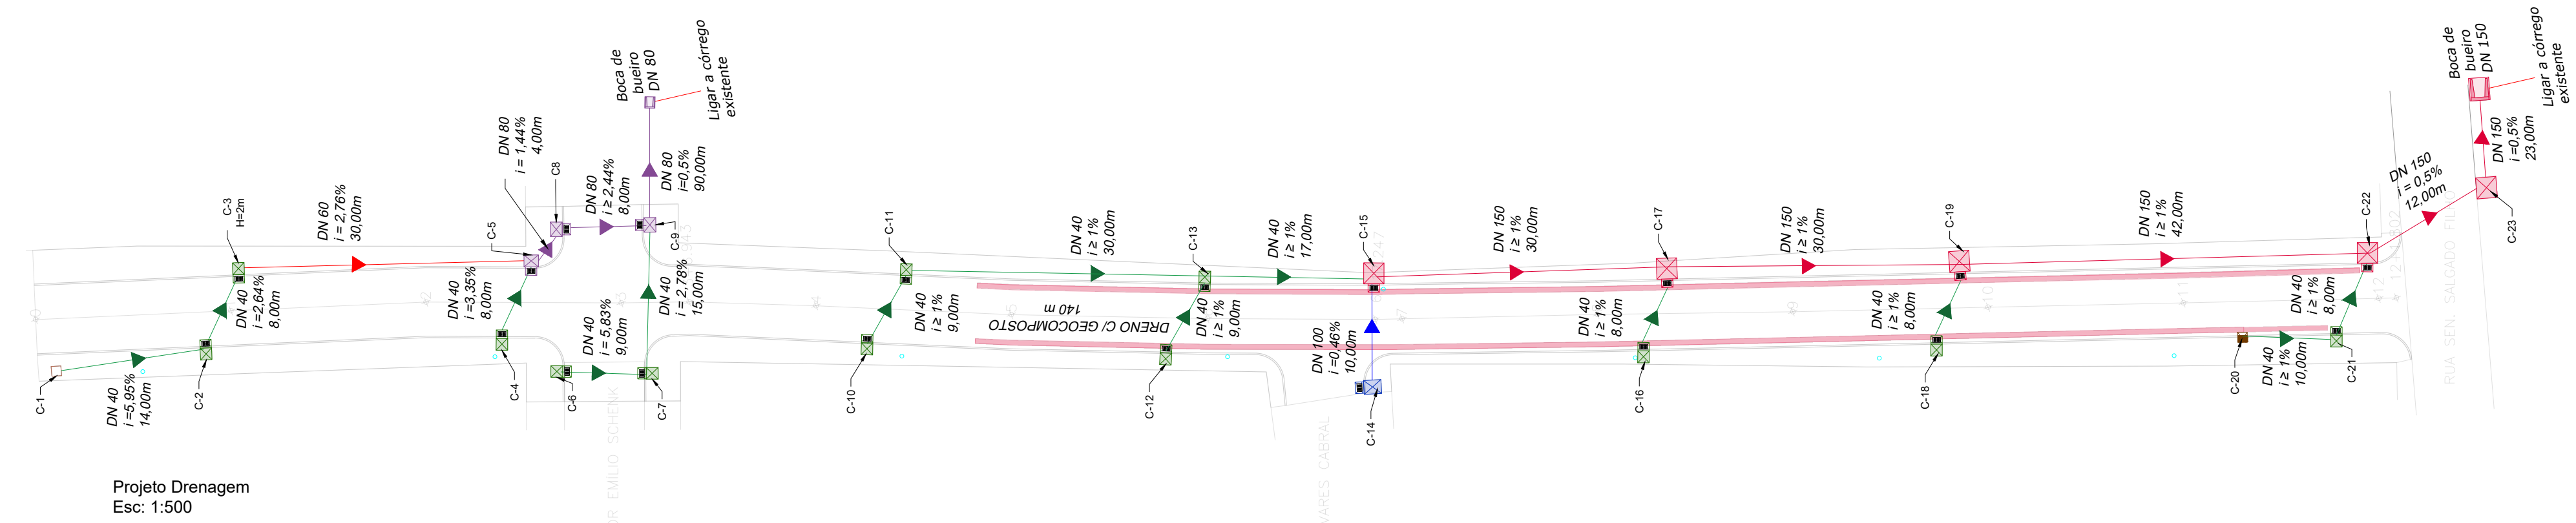 C-1
DN 40
i =5,95%
14,00m
C-2
C-3
H=2m
DN 40
i =2,64%
8,00m
DN 60
i = 2,76%
30,00m
C-4
DN 40
i =3,35%
8,00m
C-5
DN 80
i = 1,44%
4,00m
C8
C-6
DN 40
i = 5,83%
9,00m
DN 80
i ≥ 2,44%
8,00m
C-7
DN 40
i = 2,78%
15,00m
C-9
DN 80
i=0,5%
90,00m
Boca de
bueiro
DN 80
Ligar a córrego
existente
C-10
C-11
DN 40
i ≥ 1%
9,00m
DN 40
i ≥ 1%
30,00m
DRENO C/ GEOCOMPOSTO
140 m
C-12
C-13
DN 40
i ≥ 1%
9,00m
DN 40
i ≥ 1%
17,00m
C-14
DN 100
i =0,46%
10,00m
C-15
DN 150
i ≥ 1%
30,00m
C-16
DN 40
i ≥ 1%
8,00m
C-17
DN 150
i ≥ 1%
30,00m
C-18
DN 40
i ≥ 1%
8,00m
C-19
DN 150
i ≥ 1%
42,00m
C-20
DN 40
i ≥ 1%
10,00m
C-21
DN 40
i ≥ 1%
8,00m
C-22
DN 150
i = 0,5%
12,00m
C-23
DN 150
i =0,5%
23,00m
Boca de
bueiro
DN 150
Ligar a córrego
existente
OR EMILIO SCHENK
VARES CABRAL
RUA SEN. SALGADO
Projeto Drenagem
Esc: 1:500